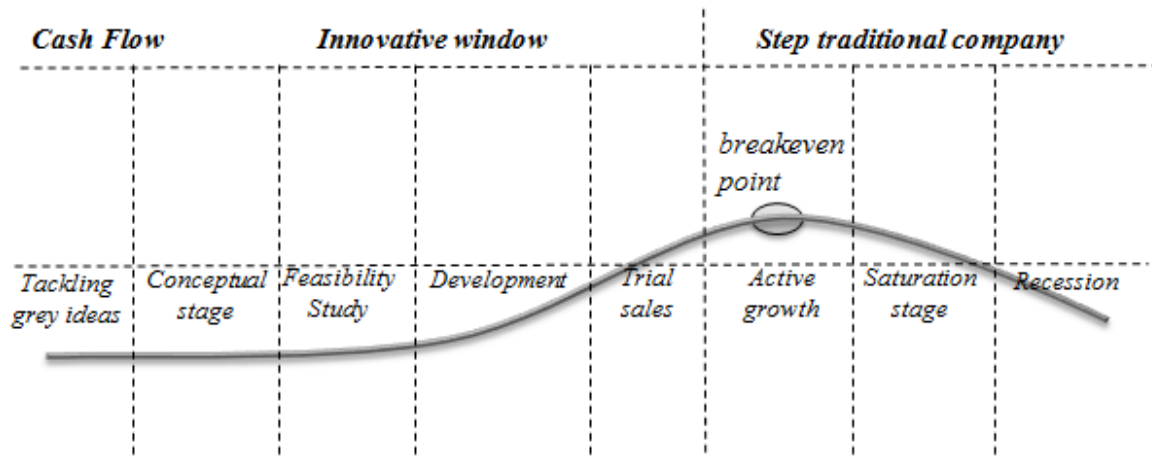 Cash Flow
Innovative window
Step traditional company
breakeven
point
Tackling
grey ideas
Conceptual
stage
Feasibility
Study
Development
Trial
sales
Active
growth
Saturation
stage
Recession